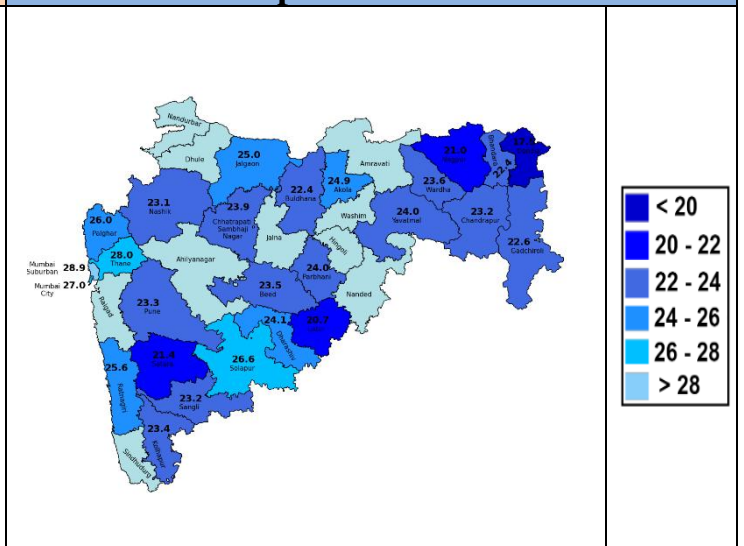 Nandurbar
Dhule
25.0
Jalgaon
Amravati
21.0
Nagpur
Bhandara
22.4
22.4
Buldhana
24.9
Akola
23.6
Wardha
23.1
Nashik
23.9
Chhatrapati
Sambhaji
Nagar
Washim
24.0
Yavatmal
23.2
Chandrapur
26.0
Palghar
28.0
Thane
Ahilyanagar
Jalna
Hingoli
22.6
Gadchiroli
Mumbai
Suburban
28.9
Mumbai
City
27.0
Raigad
23.3
Pune
23.5
Beed
24.0
Parbhani
Nanded
24.1
Dharashiv
20.7
21.4
Satara
26.6
Solapur
25.6
Ratnagiri
23.2
Sangli
23.4
Kolhapur
Sindhudurg
< 20
20 - 22
22 - 24
24 - 26
26 - 28
> 28